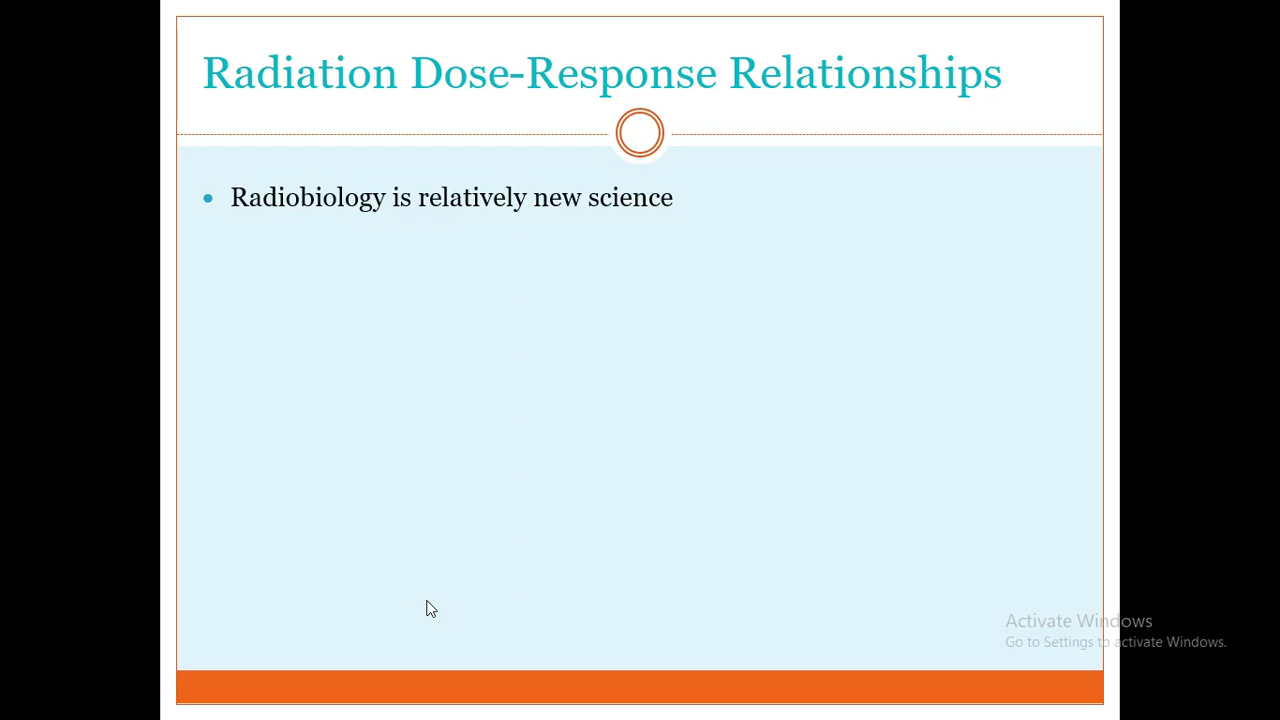 Radiation Dose-Response Relationships
Radiobiology is relatively new science
Activate Windows
Go to Settings to activate Windows.